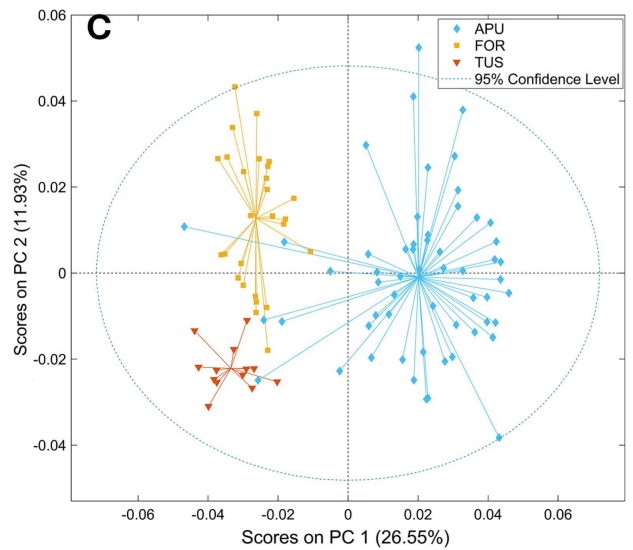 C
APU
FOR
TUS
95% Confidence Level
0.06
0.04
0.02
0
-0.02
-0.04
Scores on PC 2 (11.93%)
-0.06 -0.04 -0.02 0 0.02 0.04 0.06
Scores on PC 1 (26.55%)